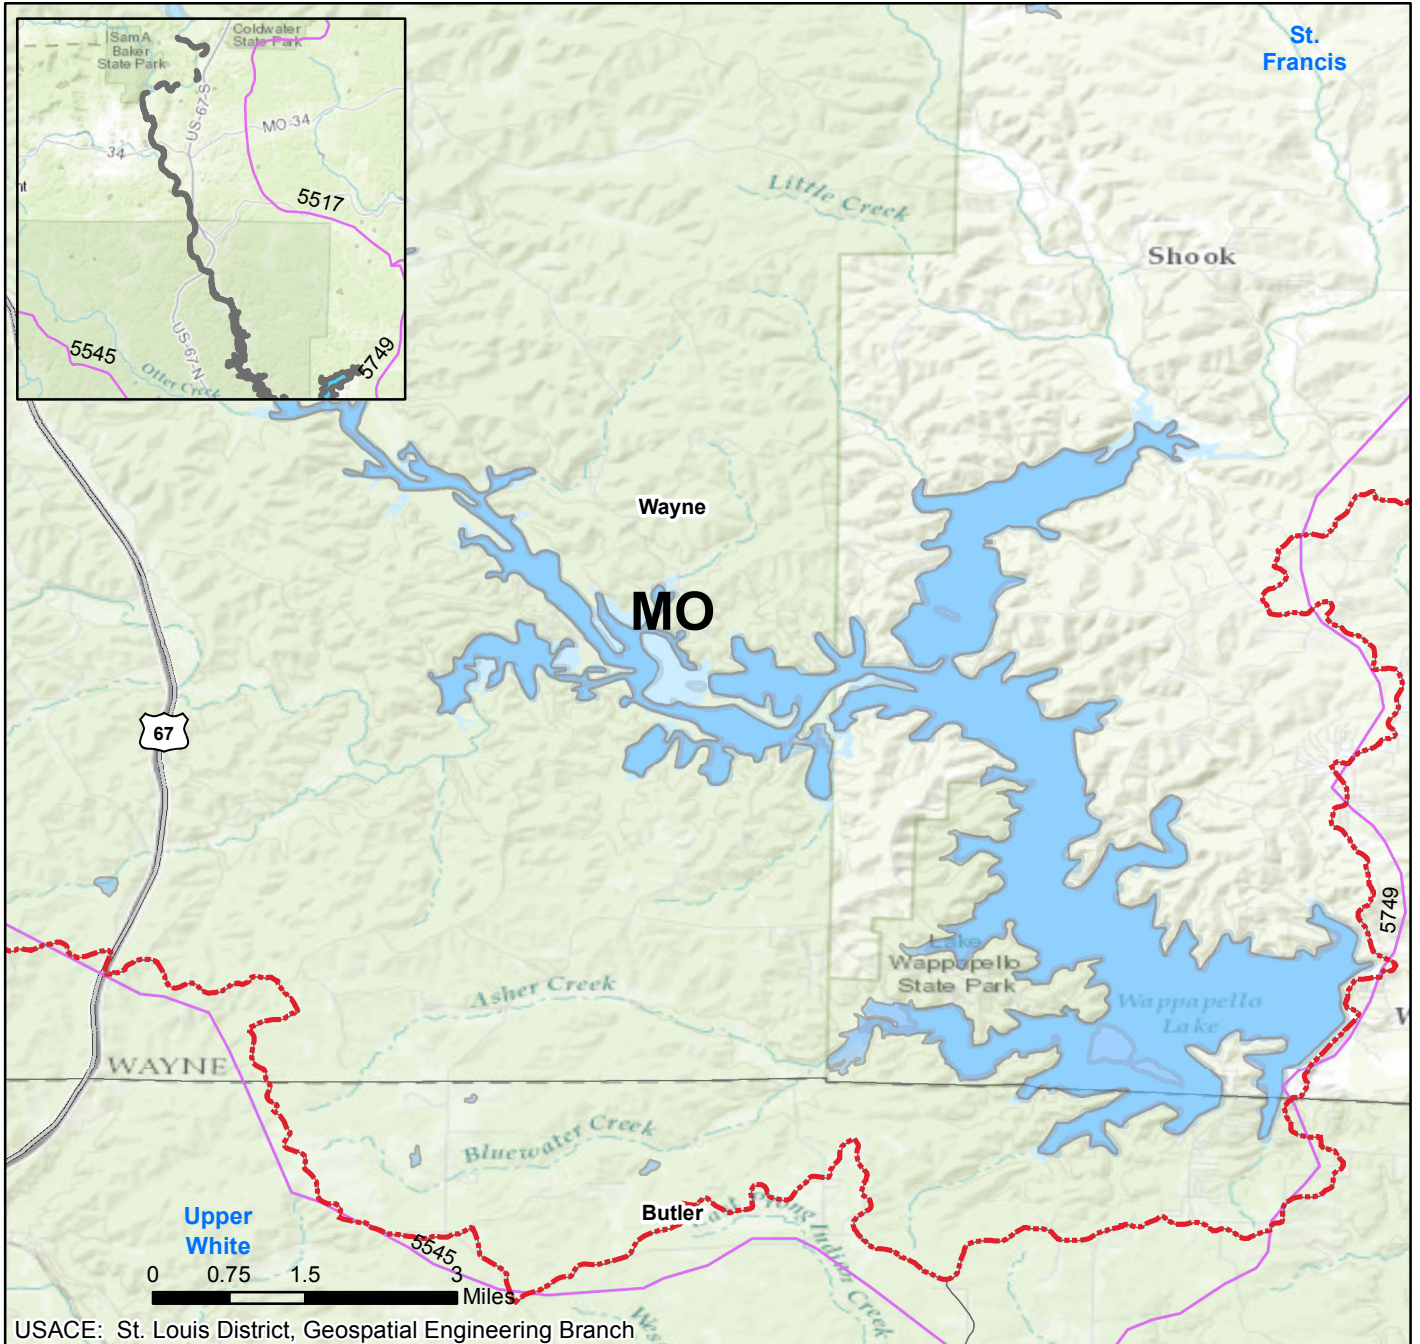 Sam A
Baker
State Park
Coldwater
State Park
US-67-S
MO-34
34
5517
US-67-N
5545
Otter Creek
5749
St.
Francis
Little Creek
Shook
Wayne
MO
67
5749
Lake
Wappapello
State Park
Wappapello
Lake
Asher Creek
WAYNE
Bluewater Creek
Butler
Indian Creek
Upper
White
5545
0 0.75 1.5 3
Miles
USACE: St. Louis District, Geospatial Engineering Branch